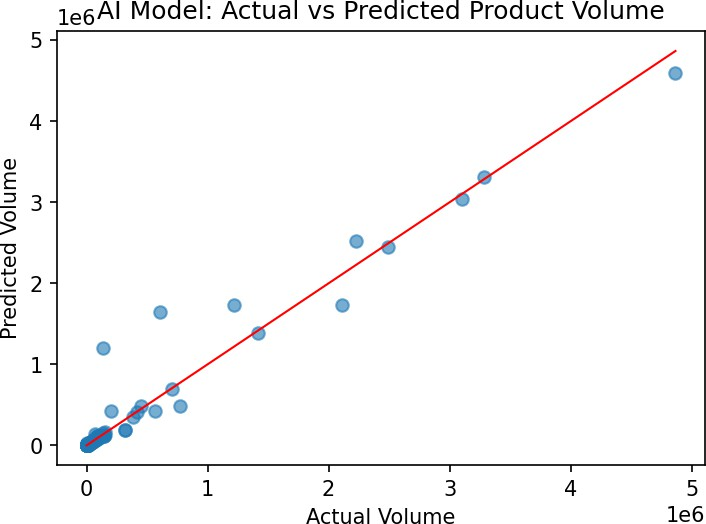 AI Model: Actual vs Predicted Product Volume
1e6
5
4
3
2
1
0
Predicted Volume
0 1 2 3 4 5
1e6
Actual Volume